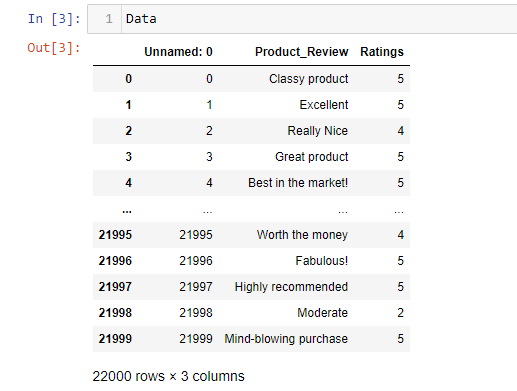 In [3]: 1 Data
Out[3]:
Unnamed: 0 Product_Review Ratings
0 0 Classy product 5
1 1 Excellent 5
2 2 Really Nice 4
3 3 Great product 5
4 4 Best in the market! 5
... ... ... ...
21995 21995 Worth the money 4
21996 21996 Fabulous! 5
21997 21997 Highly recommended 5
21998 21998 Moderate 2
21999 21999 Mind-blowing purchase 5
22000 rows × 3 columns